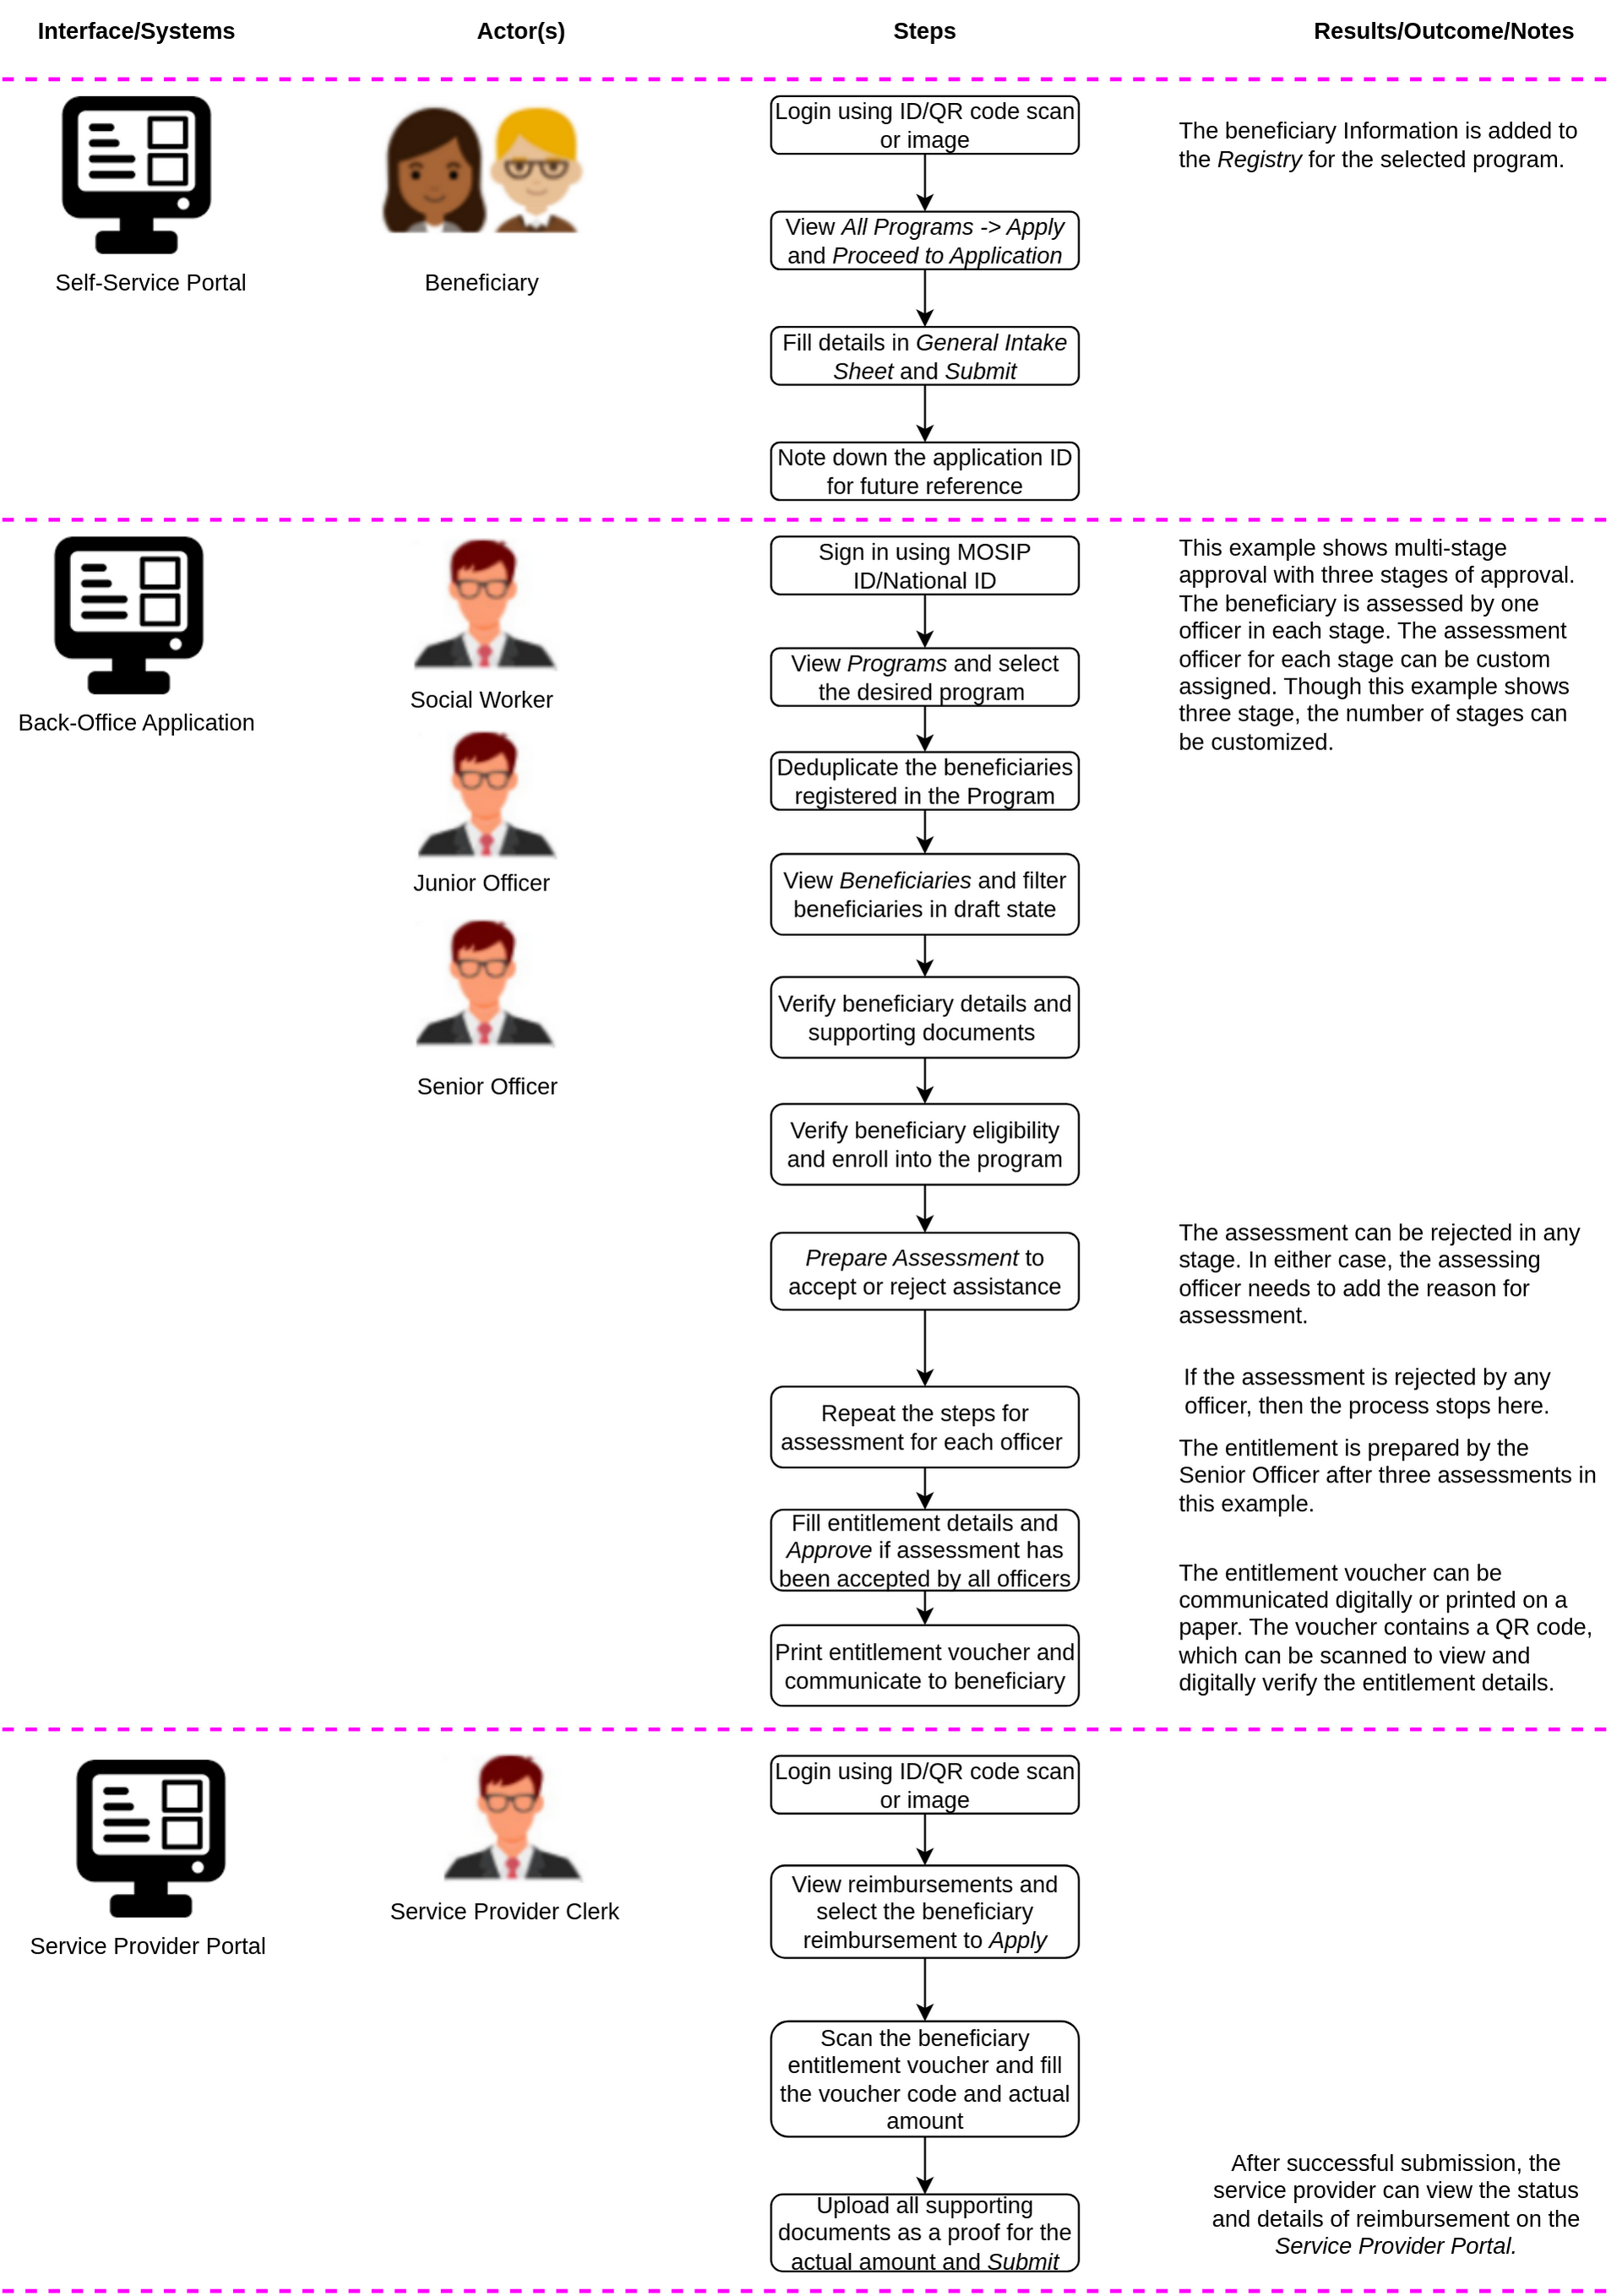 Interface/Systems
Actor(s)
Steps
Results/Outcome/Notes
Self-Service Portal
Beneficiary
Login using ID/QR code scan
or image
View All Programs -> Apply
and Proceed to Application
Fill details in General Intake
Sheet and Submit
Note down the application ID
for future reference
The beneficiary Information is added to
the Registry for the selected program.
Back-Office Application
Social Worker
Junior Officer
Senior Officer
Sign in using MOSIP
ID/National ID
View Programs and select
the desired program
Deduplicate the beneficiaries
registered in the Program
View Beneficiaries and filter
beneficiaries in draft state
Verify beneficiary details and
supporting documents
Verify beneficiary eligibility
and enroll into the program
Prepare Assessment to
accept or reject assistance
Repeat the steps for
assessment for each officer
Fill entitlement details and
Approve if assessment has
been accepted by all officers
Print entitlement voucher and
communicate to beneficiary
This example shows multi-stage
approval with three stages of approval.
The beneficiary is assessed by one
officer in each stage. The assessment
officer for each stage can be custom
assigned. Though this example shows
three stage, the number of stages can
be customized.
The assessment can be rejected in any
stage. In either case, the assessing
officer needs to add the reason for
assessment.
If the assessment is rejected by any
officer, then the process stops here.
The entitlement is prepared by the
Senior Officer after three assessments in
this example.
The entitlement voucher can be
communicated digitally or printed on a
paper. The voucher contains a QR code,
which can be scanned to view and
digitally verify the entitlement details.
Service Provider Portal
Service Provider Clerk
Login using ID/QR code scan
or image
View reimbursements and
select the beneficiary
reimbursement to Apply
Scan the beneficiary
entitlement voucher and fill
the voucher code and actual
amount
Upload all supporting
documents as a proof for the
actual amount and Submit
After successful submission, the
service provider can view the status
and details of reimbursement on the
Service Provider Portal.